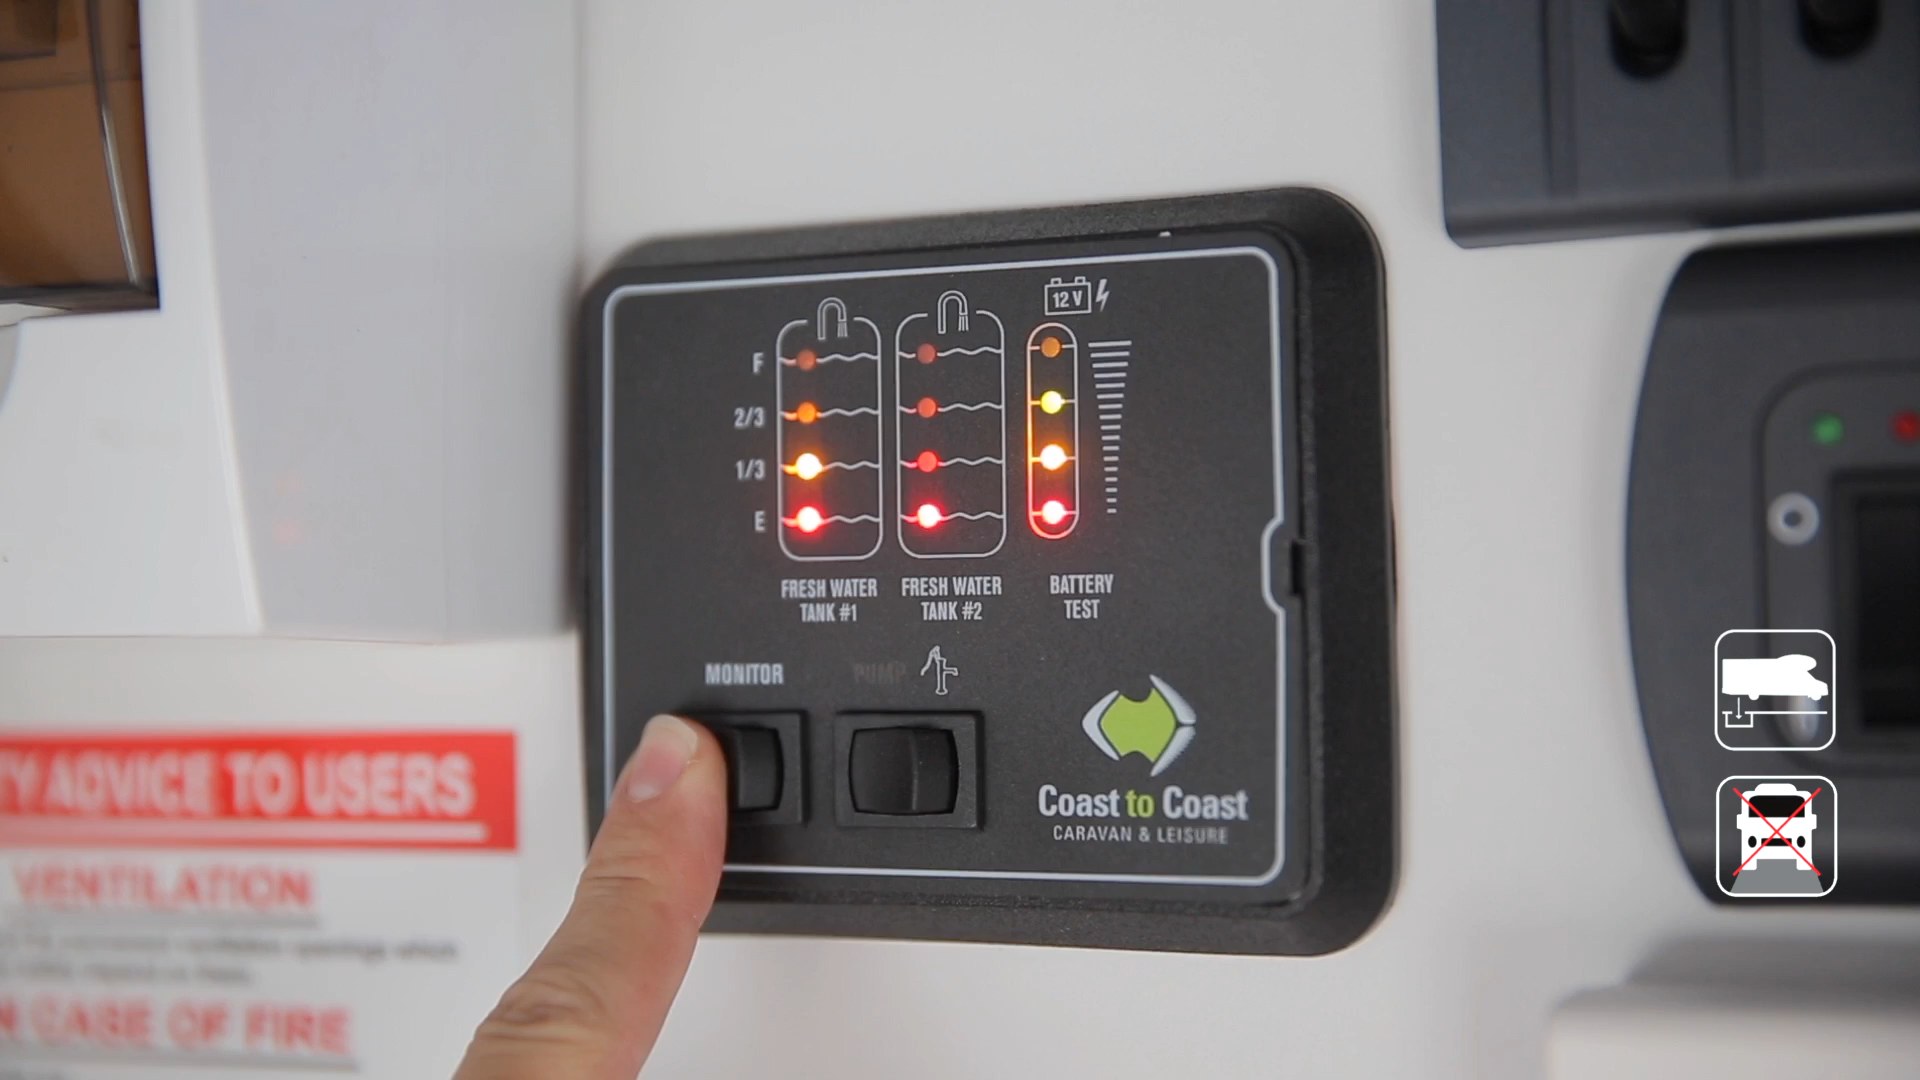 12 V
F
2/3
1/3
E
FRESH WATER
TANK #1
FRESH WATER
TANK #2
BATTERY
TEST
MONITOR
PUMP
Coast to Coast
CARAVAN & LEISURE
TY ADVICE TO USERS
VENTILATION
N CASE OF FIRE